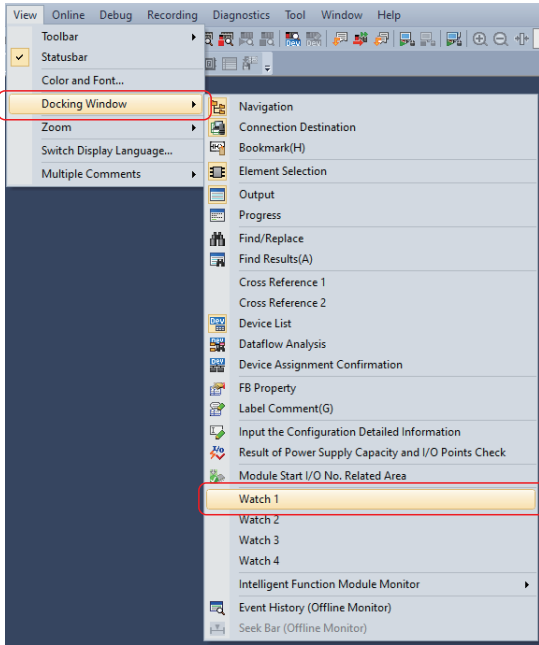 View Online Debug Recording Diagnostics Tool Window Help
Toolbar
Statusbar
Color and Font...
Docking Window
Zoom
Switch Display Language...
Multiple Comments
Navigation
Connection Destination
Bookmark(H)
Element Selection
Output
Progress
Find/Replace
Find Results(A)
Cross Reference 1
Cross Reference 2
Device List
Dataflow Analysis
Device Assignment Confirmation
FB Property
Label Comment(G)
Input the Configuration Detailed Information
Result of Power Supply Capacity and I/O Points Check
Module Start I/O No. Related Area
Watch 1
Watch 2
Watch 3
Watch 4
Intelligent Function Module Monitor
Event History (Offline Monitor)
Seek Bar (Offline Monitor)